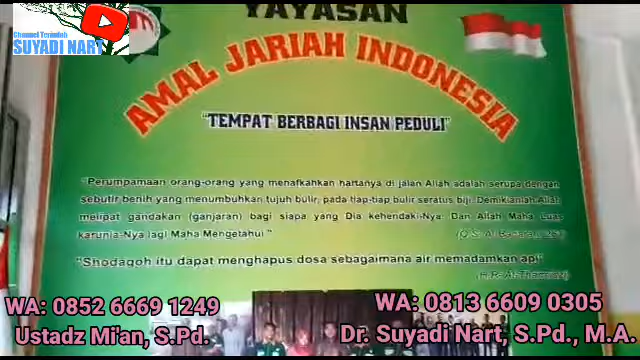 YAYASAN
Channel Terindah
SUYADI NART
AMAL JARIAH INDONESIA
"TEMPAT BERBAGI INSAN PEDULI"
"Perumpamaan orang-orang yang menafkahkan hartanya di jalan Allah adalah serupa dengan
sebutir benih yang menumbuhkan tujuh bulir, pada tiap-tiap bulir seratus biji. Demikianlah Allah
melipat gandakan (ganjaran) bagi siapa yang Dia kehendaki-Nya. Dan Allah Maha Luas
karunia-Nya lagi Maha Mengetahui."
"Shodaqoh itu dapat menghapus dosa sebagaimana air memadamkan api"
WA: 0852 6669 1249
WA: 0813 6609 0305
Ustadz Mi'an, S.Pd.
Dr. Suyadi Nart, S.Pd., M.A.